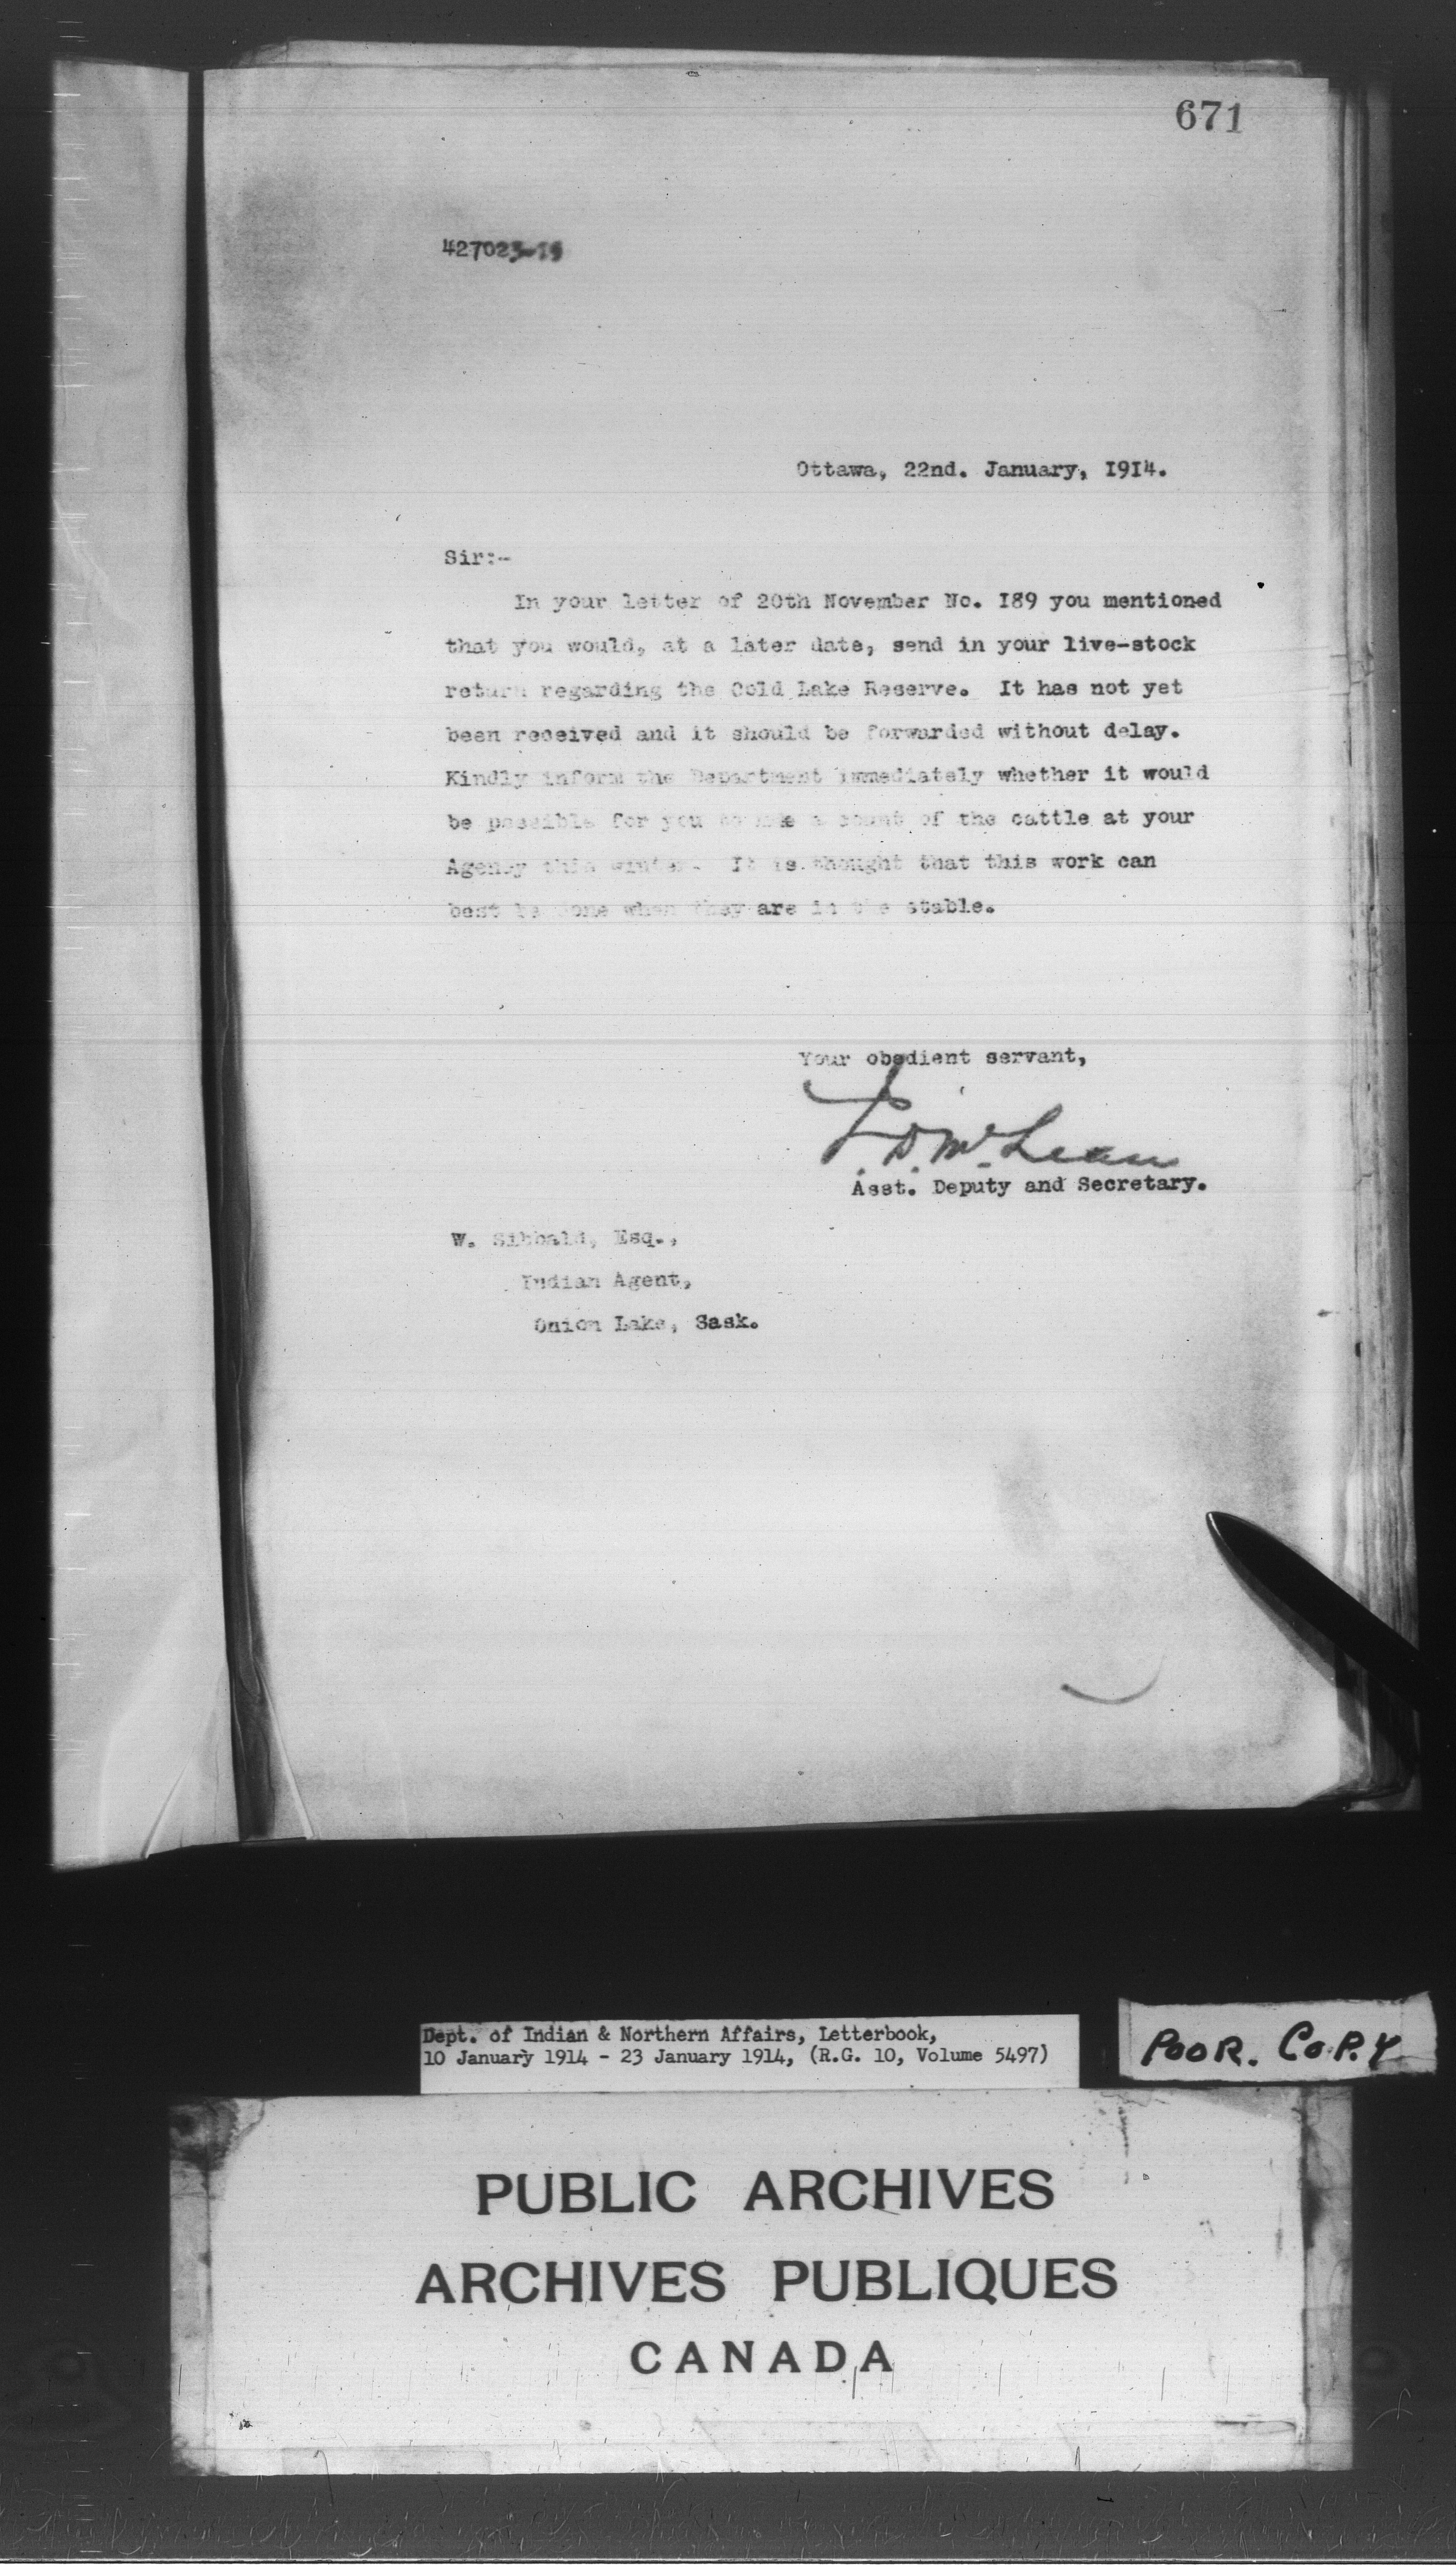 671
427023-15
Ottawa, 22nd. January, 1914.
Sir:-
In your letter of 20th November No. 189 you mentioned
that you would, at a later date, send in your live-stock
return regarding the Cold Lake Reserve. It has not yet
been received and it should be forwarded without delay.
Kindly inform the Department immediately whether it would
be possible for you to make a count of the cattle at your
Agency this winter. It is thought that this work can
best be done when they are in the stable.
Your obedient servant,
J. D. McLean
Asst. Deputy and Secretary.
W. Sibbald, Esq.,
Indian Agent,
Onion Lake, Sask.
Dept. of Indian & Northern Affairs, Letterbook,
10 January 1914 - 23 January 1914, (R.G. 10, Volume 5497)
POOR. COPY
PUBLIC ARCHIVES
ARCHIVES PUBLIQUES
CANADA